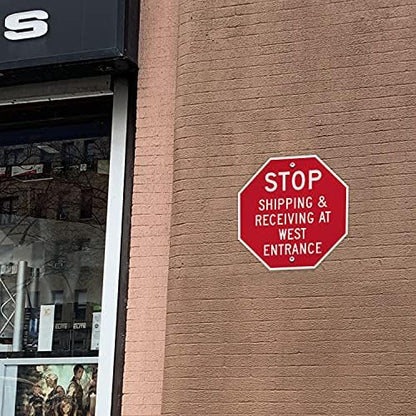 S
STOP
SHIPPING &
RECEIVING AT
WEST
ENTRANCE